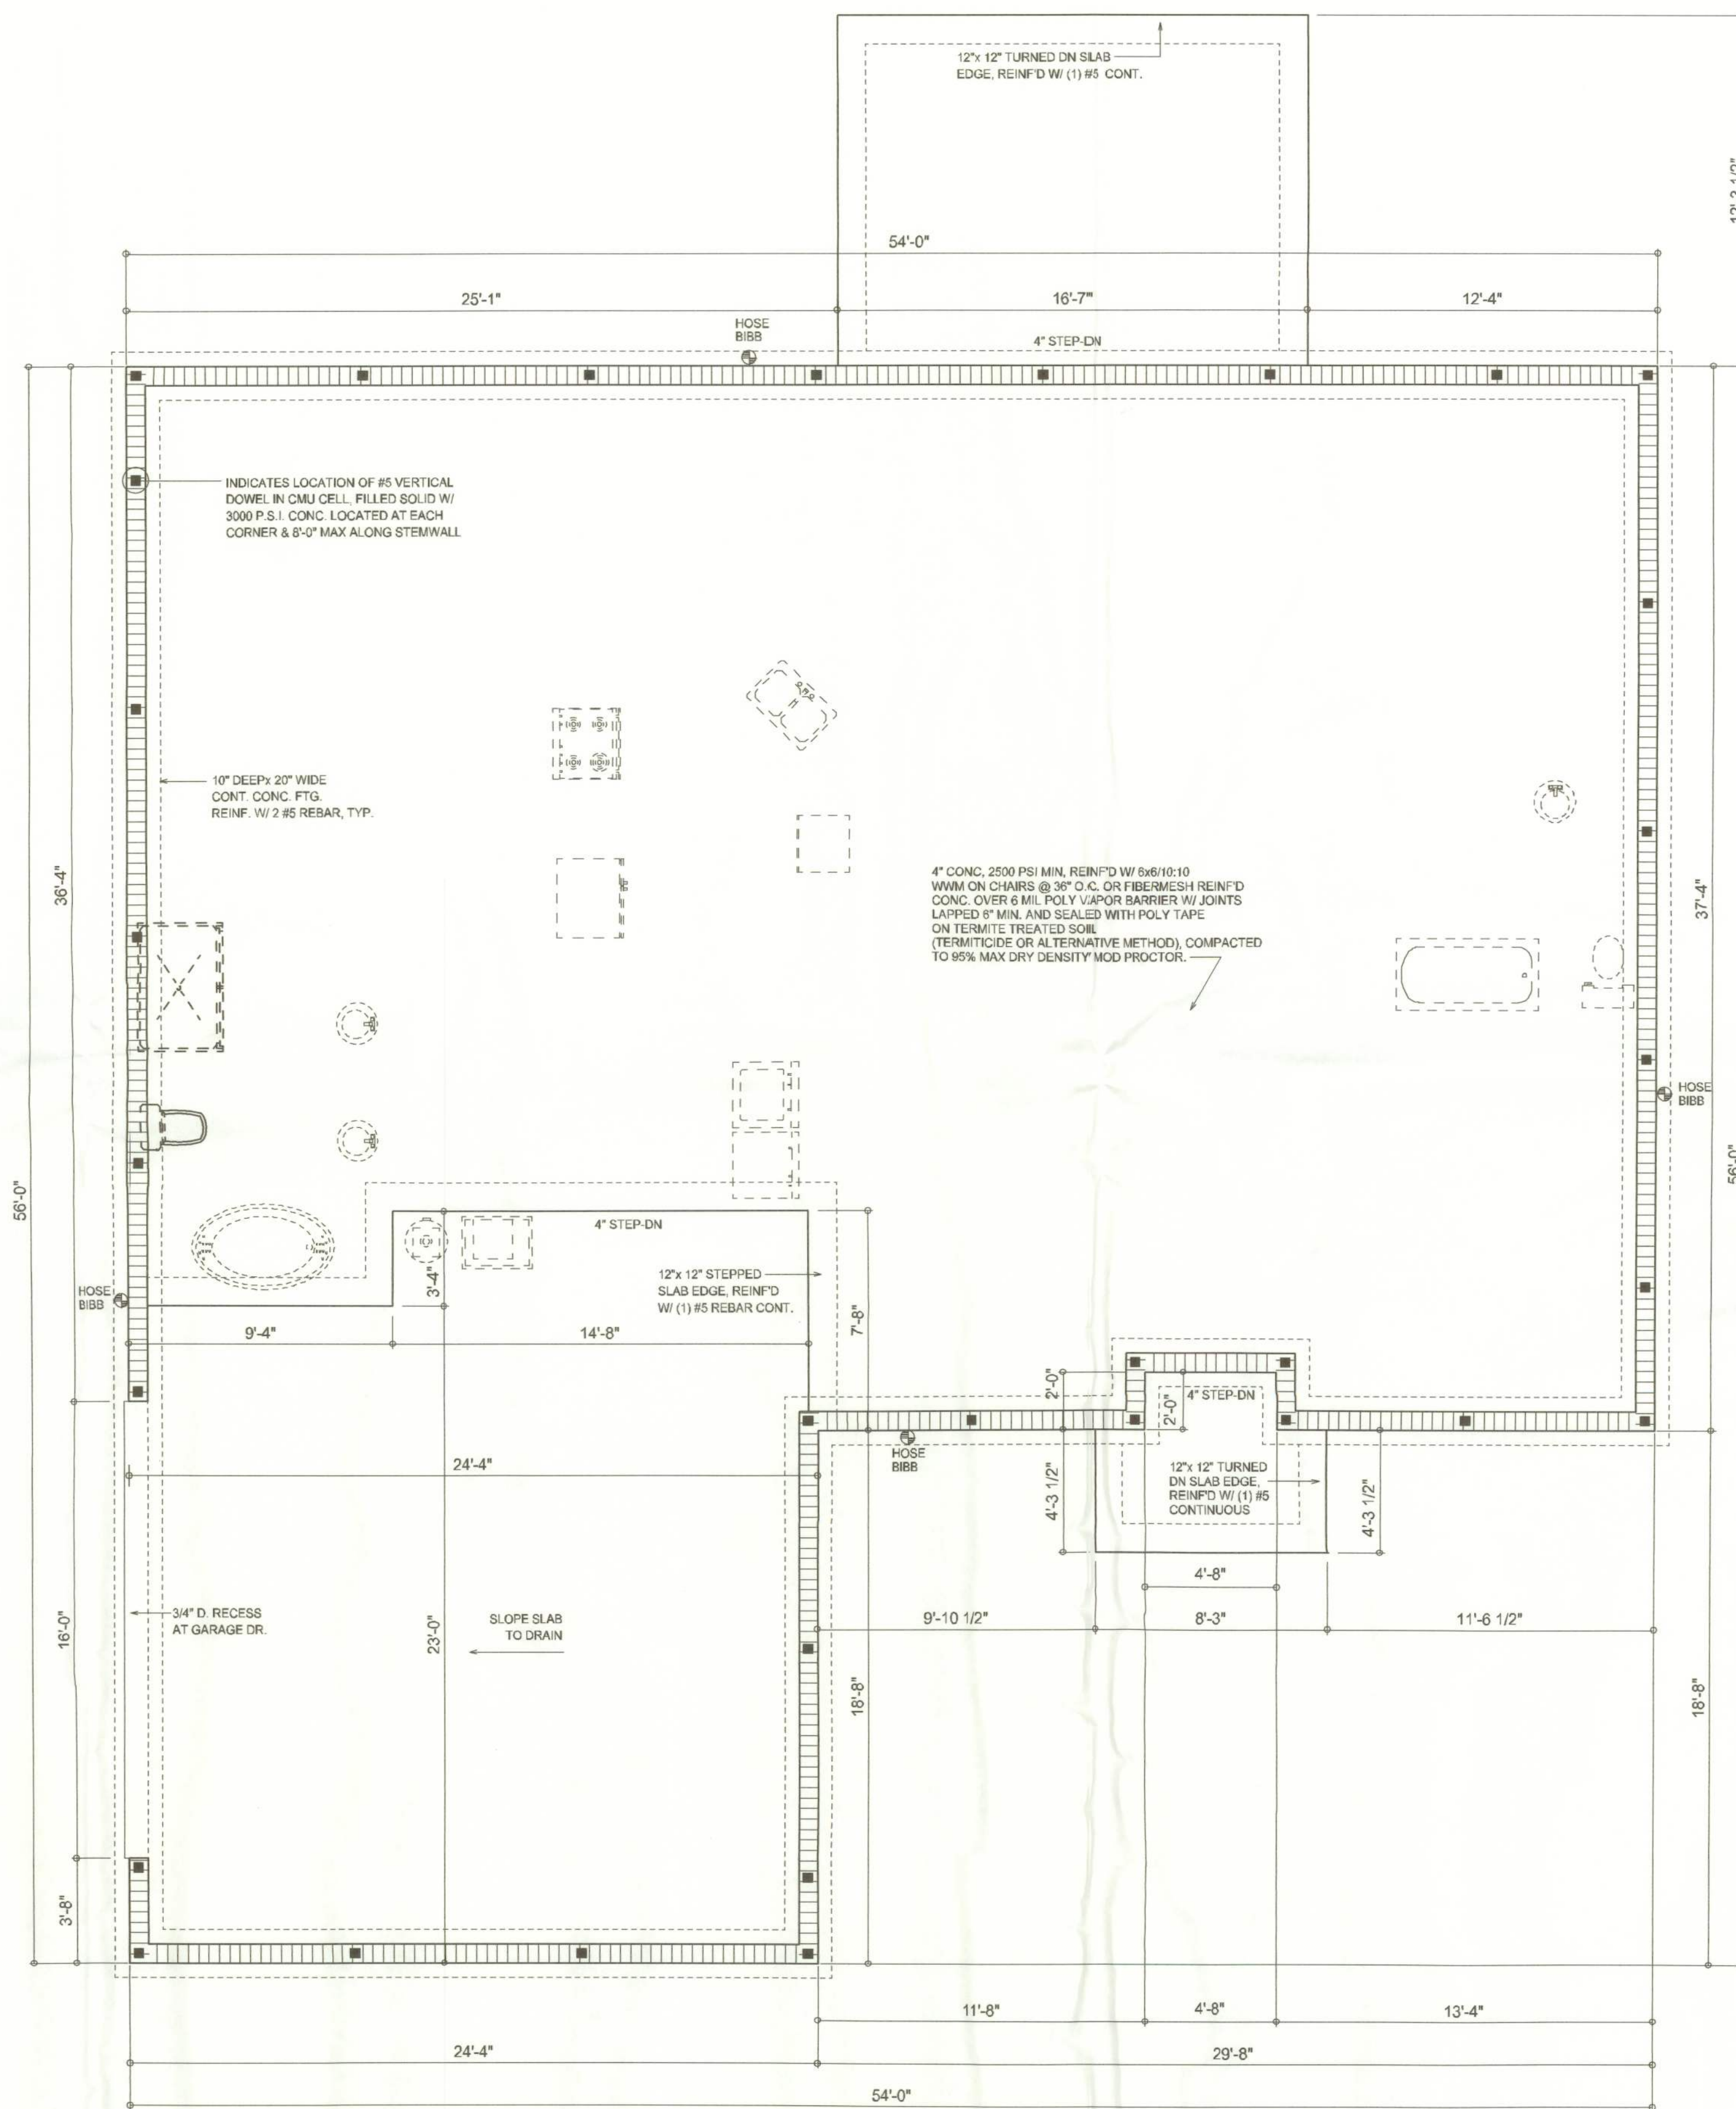 12"x 12" TURNED DN SLAB
EDGE, REINF'D W/ (1) #5 CONT.
12'-3 1/2"
54'-0"
25'-1"
16'-7"
12'-4"
HOSE
BIBB
4" STEP-DN
INDICATES LOCATION OF #5 VERTICAL
DOWEL IN CMU CELL, FILLED SOLID W/
3000 P.S.I. CONC. LOCATED AT EACH
CORNER & 8'-0" MAX ALONG STEMWALL
10" DEEPx 20" WIDE
CONT. CONC. FTG.
REINF. W/ 2 #5 REBAR, TYP.
36'-4"
4" CONC, 2500 PSI MIN, REINF'D W/ 6x6/10:10
WWM ON CHAIRS @ 36" O.C. OR FIBERMESH REINF'D
CONC. OVER 6 MIL POLY VAPOR BARRIER W/ JOINTS
LAPPED 6" MIN. AND SEALED WITH POLY TAPE
ON TERMITE TREATED SOIL
(TERMITICIDE OR ALTERNATIVE METHOD), COMPACTED
TO 95% MAX DRY DENSITY MOD PROCTOR.
37'-4"
HOSE
BIBB
56'-0"
56'-0"
4" STEP-DN
3'-4"
12"x 12" STEPPED
SLAB EDGE, REINF'D
W/ (1) #5 REBAR CONT.
HOSE
BIBB
9'-4"
14'-8"
7'-8"
2'-0"
2'-0"
4" STEP-DN
HOSE
BIBB
24'-4"
12"x 12" TURNED
DN SLAB EDGE,
REINF'D W/ (1) #5
CONTINUOUS
4'-3 1/2"
4'-3 1/2"
4'-8"
9'-10 1/2"
8'-3"
11'-6 1/2"
16'-0"
3/4" D. RECESS
AT GARAGE DR.
23'-0"
SLOPE SLAB
TO DRAIN
18'-8"
18'-8"
3'-8"
11'-8"
4'-8"
13'-4"
24'-4"
29'-8"
54'-0"